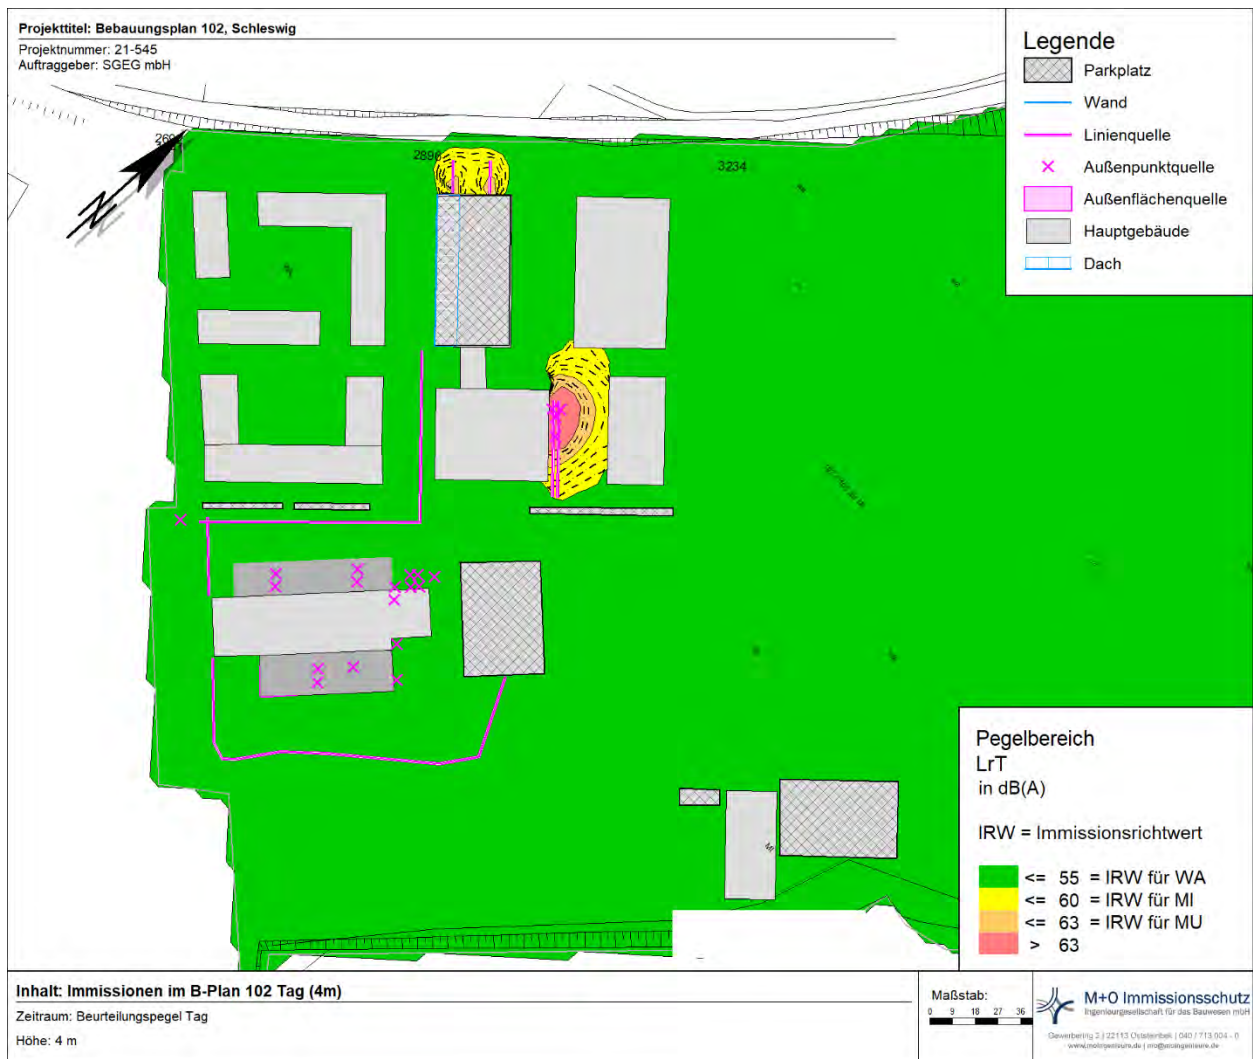 Projekttitel: Bebauungsplan 102, Schleswig
Projektnummer: 21-545
Auftraggeber: SGEG mbH
Legende
Parkplatz
Wand
Linienquelle
Außenpunktquelle
Außenflächenquelle
Hauptgebäude
Dach
3234
Pegelbereich
LrT
in dB(A)
IRW = Immissionsrichtwert
<= 55 = IRW für WA
<= 60 = IRW für MI
<= 63 = IRW für MU
> 63
Inhalt: Immissionen im B-Plan 102 Tag (4m)
Zeitraum: Beurteilungspegel Tag
Höhe: 4 m
Maßstab:
0 9 18 27 36
M+O Immissionsschutz
Ingenieurgesellschaft für das Bauwesen mbH